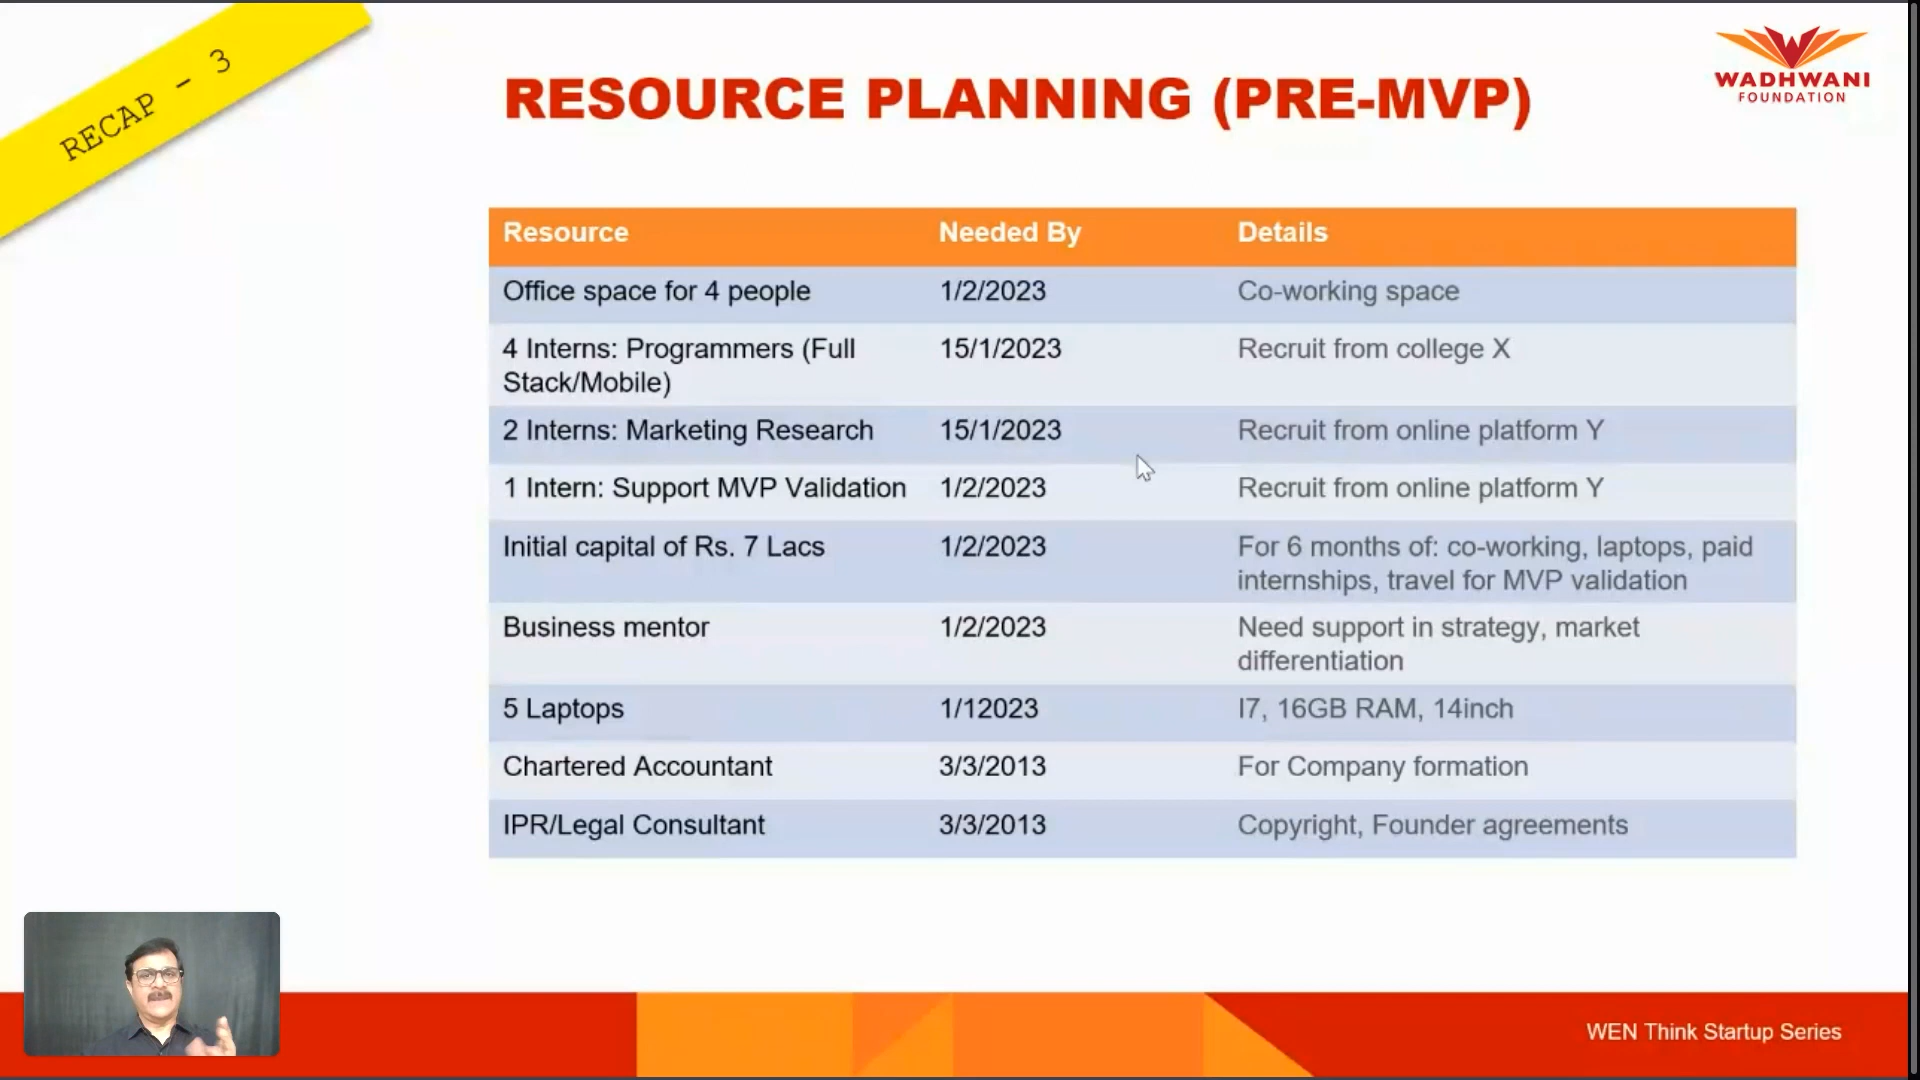 RECAP - 3
RESOURCE PLANNING (PRE-MVP)
WADHWANI
FOUNDATION
Resource Needed By Details
Office space for 4 people 1/2/2023 Co-working space
4 Interns: Programmers (Full 15/1/2023 Recruit from college X
Stack/Mobile)
2 Interns: Marketing Research 15/1/2023 Recruit from online platform Y
1 Intern: Support MVP Validation 1/2/2023 Recruit from online platform Y
Initial capital of Rs. 7 Lacs 1/2/2023 For 6 months of: co-working, laptops, paid
internships, travel for MVP validation
Business mentor 1/2/2023 Need support in strategy, market
differentiation
5 Laptops 1/12023 I7, 16GB RAM, 14inch
Chartered Accountant 3/3/2013 For Company formation
IPR/Legal Consultant 3/3/2013 Copyright, Founder agreements
WEN Think Startup Series